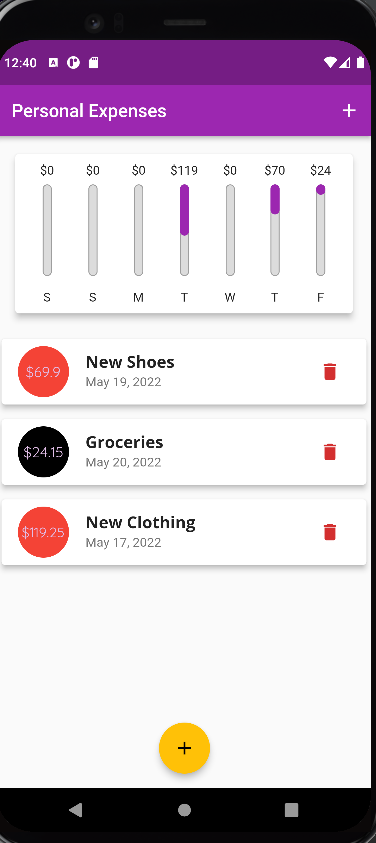 12:40
Personal Expenses +
$0 $0 $0 $119 $0 $70 $24
S S M T W T F
New Shoes
$69.9
May 19, 2022
Groceries
$24.15
May 20, 2022
New Clothing
$119.25
May 17, 2022
+